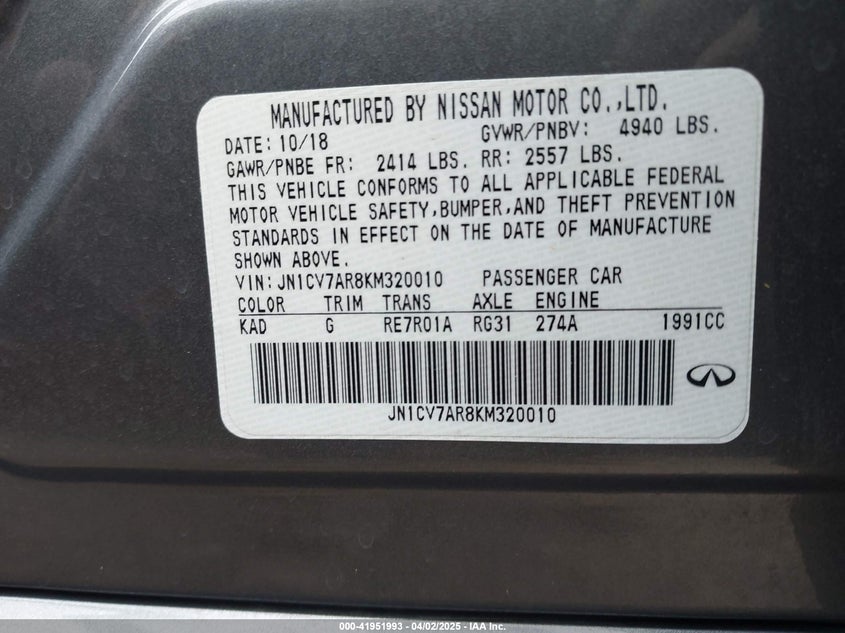 MANUFACTURED BY NISSAN MOTOR CO.,LTD.
DATE: 10/18 GVWR/PNBV: 4940 LBS.
GAWR/PNBE FR: 2414 LBS. RR: 2557 LBS.
THIS VEHICLE CONFORMS TO ALL APPLICABLE FEDERAL
MOTOR VEHICLE SAFETY,BUMPER,AND THEFT PREVENTION
STANDARDS IN EFFECT ON THE DATE OF MANUFACTURE
SHOWN ABOVE.
VIN: JN1CV7AR8KM320010 PASSENGER CAR
COLOR TRIM TRANS AXLE ENGINE
KAD G RE7R01A RG31 274A 1991CC
JN1CV7AR8KM320010
000-41951993 - 04/02/2025 - IAA Inc.